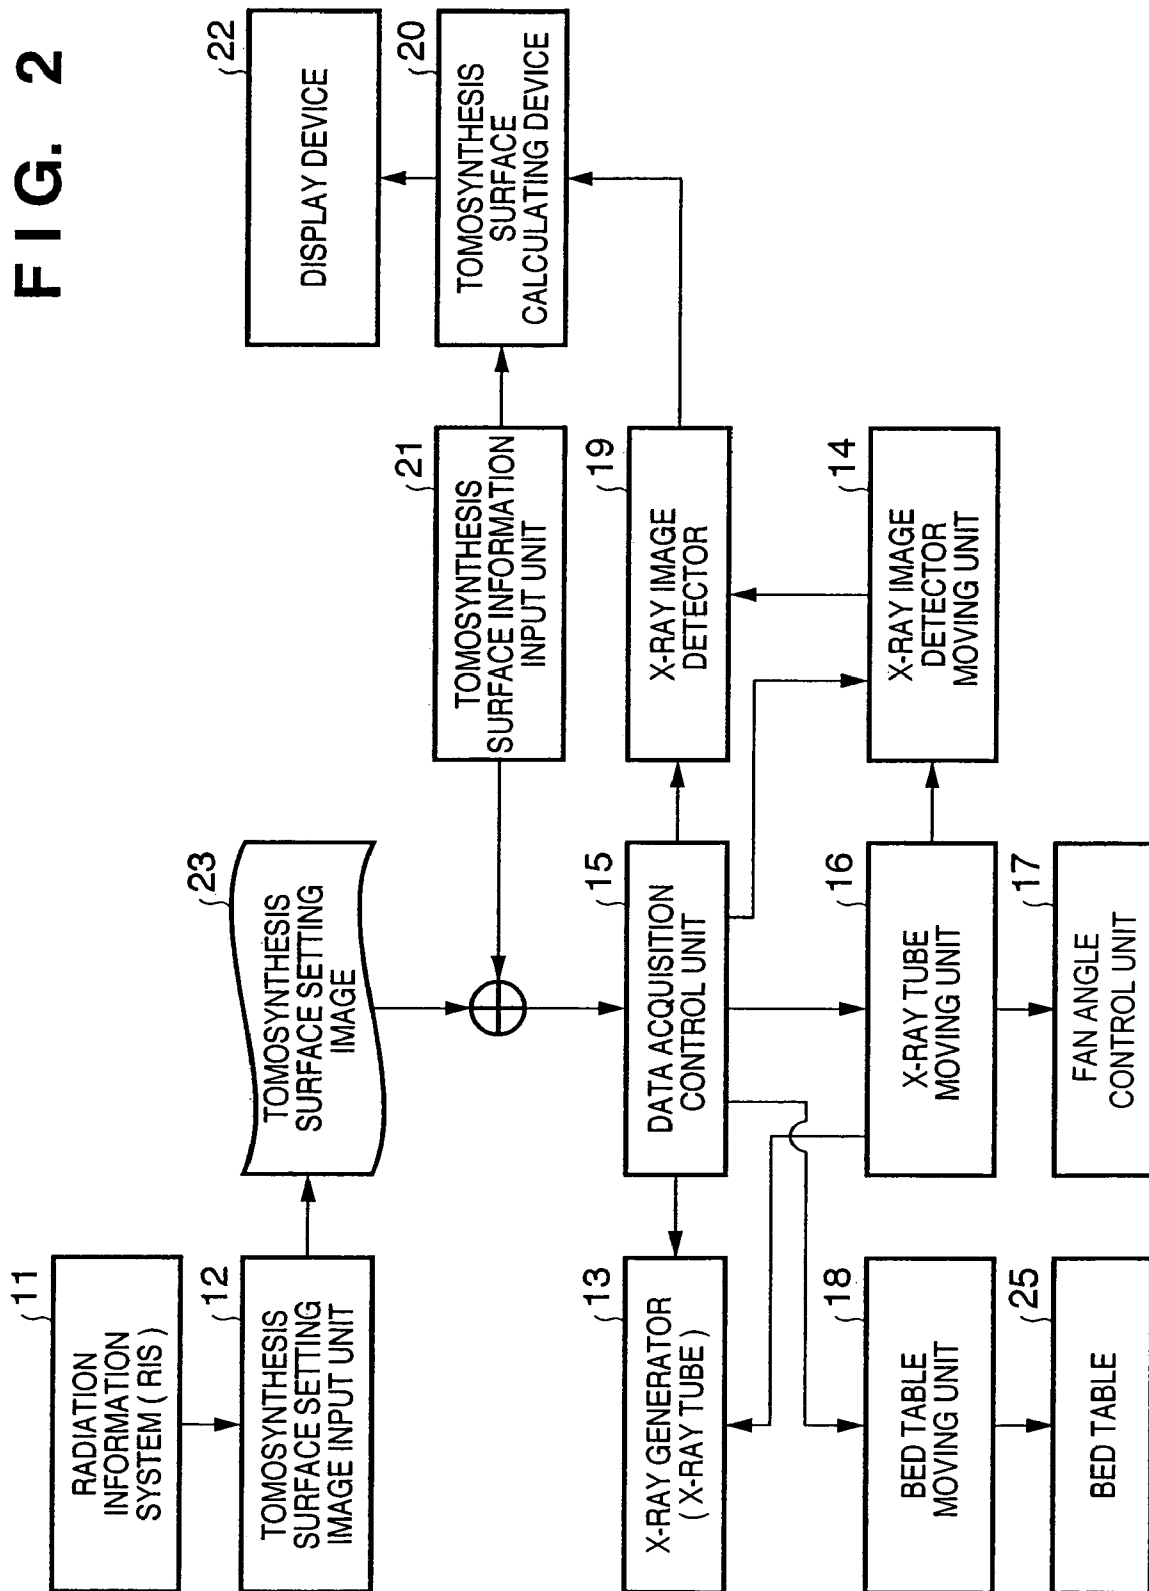 FIG. 2
11
RADIATION
INFORMATION
SYSTEM ( RIS )
12
TOMOSYNTHESIS
SURFACE SETTING
IMAGE INPUT UNIT
23
TOMOSYNTHESIS
SURFACE SETTING
IMAGE
22
DISPLAY DEVICE
20
TOMOSYNTHESIS
SURFACE
CALCULATING DEVICE
21
TOMOSYNTHESIS
SURFACE INFORMATION
INPUT UNIT
13
X-RAY GENERATOR
( X-RAY TUBE )
15
DATA ACQUISITION
CONTROL UNIT
19
X-RAY IMAGE
DETECTOR
18
BED TABLE
MOVING UNIT
16
X-RAY TUBE
MOVING UNIT
14
X-RAY IMAGE
DETECTOR
MOVING UNIT
25
BED TABLE
17
FAN ANGLE
CONTROL UNIT